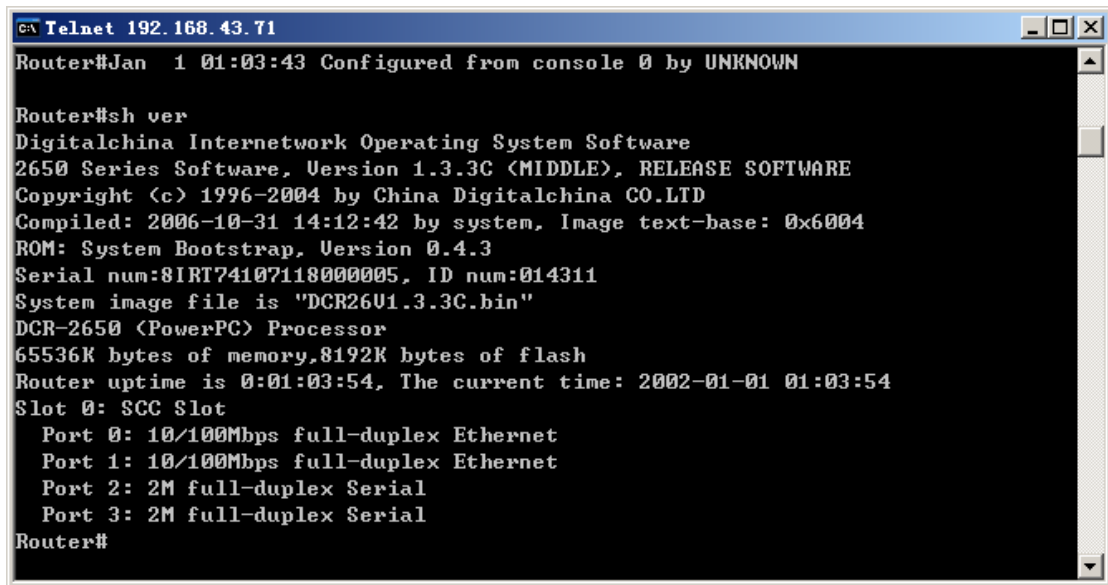 Telnet 192.168.43.71
Router#Jan  1 01:03:43 Configured from console 0 by UNKNOWN
Router#sh ver
Digitalchina Internetwork Operating System Software
2650 Series Software, Version 1.3.3C (MIDDLE), RELEASE SOFTWARE
Copyright (c) 1996-2004 by China Digitalchina CO.LTD
Compiled: 2006-10-31 14:12:42 by system, Image text-base: 0x6004
ROM: System Bootstrap, Version 0.4.3
Serial num:8IRT74107118000005, ID num:014311
System image file is "DCR26V1.3.3C.bin"
DCR-2650 (PowerPC) Processor
65536K bytes of memory,8192K bytes of flash
Router uptime is 0:01:03:54, The current time: 2002-01-01 01:03:54
Slot 0: SCC Slot
  Port 0: 10/100Mbps full-duplex Ethernet
  Port 1: 10/100Mbps full-duplex Ethernet
  Port 2: 2M full-duplex Serial
  Port 3: 2M full-duplex Serial
Router#